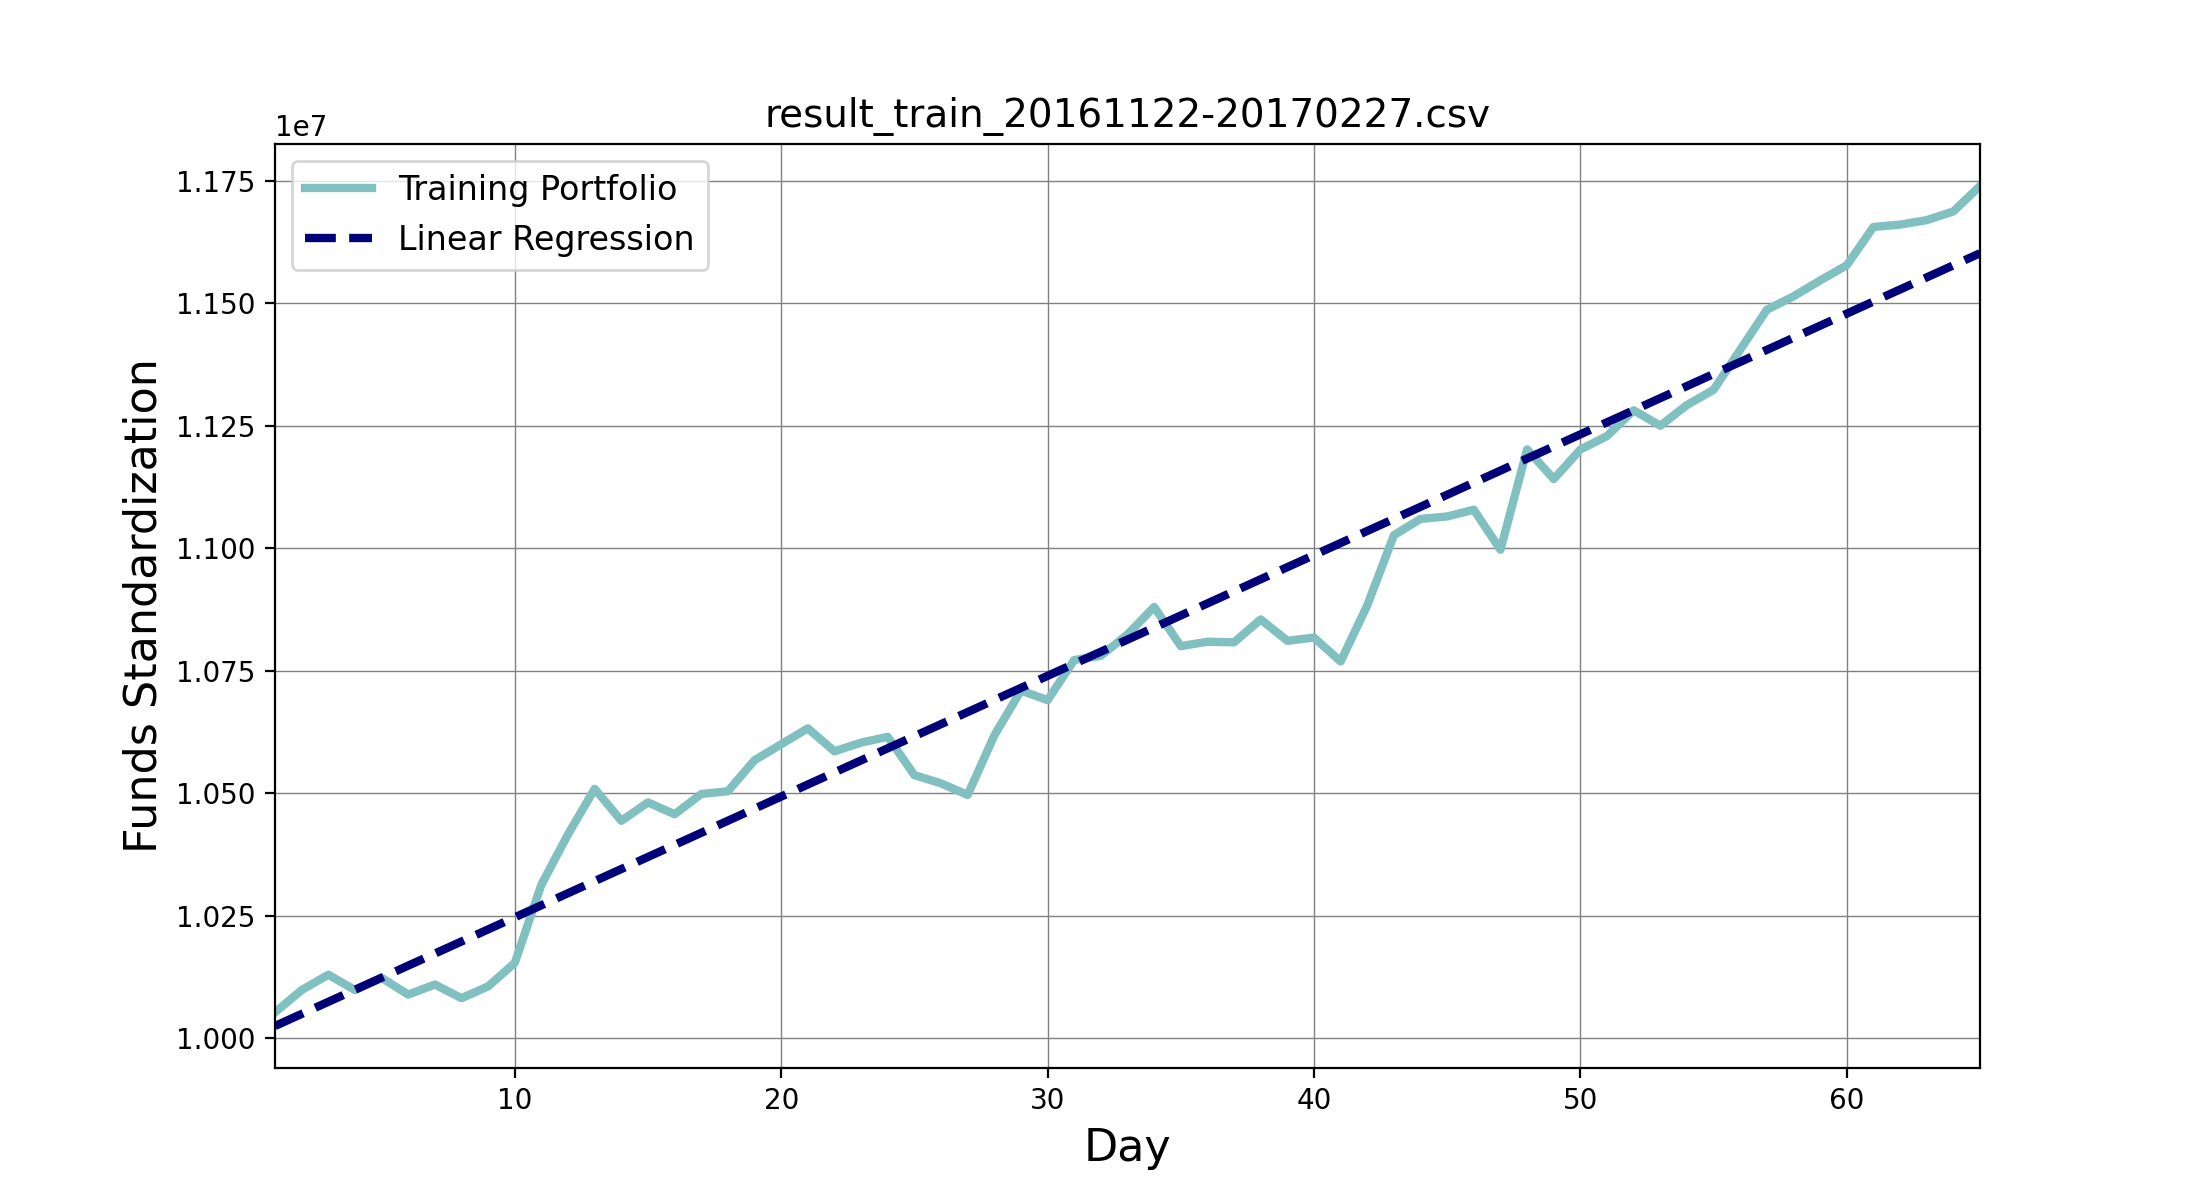 result_train_20161122-20170227.csv
1e7
Training Portfolio
Linear Regression
1.175
1.150
1.125
1.100
1.075
1.050
1.025
1.000
Funds Standardization
10 20 30 40 50 60
Day